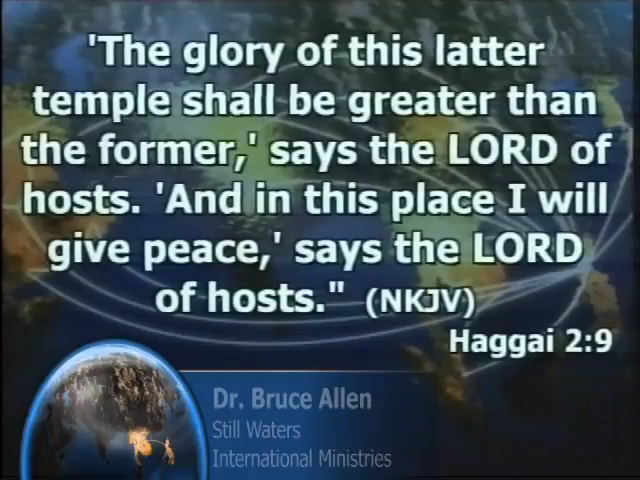 'The glory of this latter
temple shall be greater than
the former,' says the LORD of
hosts. 'And in this place I will
give peace,' says the LORD
of hosts." (NKJV)
Haggai 2:9
Dr. Bruce Allen
Still Waters
International Ministries